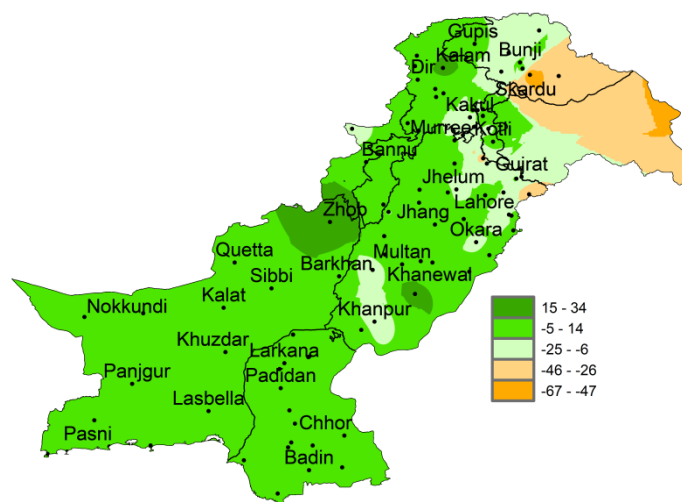 Gupis
Kalam
Bunji
Dir
Skardu
Kakul
Murree
Kotli
Bannu
Gujrat
Jhelum
Zhob
Jhang
Lahore
Okara
Quetta
Barkhan
Multan
Sibbi
Khanewal
Nokkundi
Kalat
Khanpur
Khuzdar
Larkana
Panjgur
Padidan
Lasbella
Chhor
Pasni
Badin
15 - 34
-5 - 14
-25 - -6
-46 - -26
-67 - -47